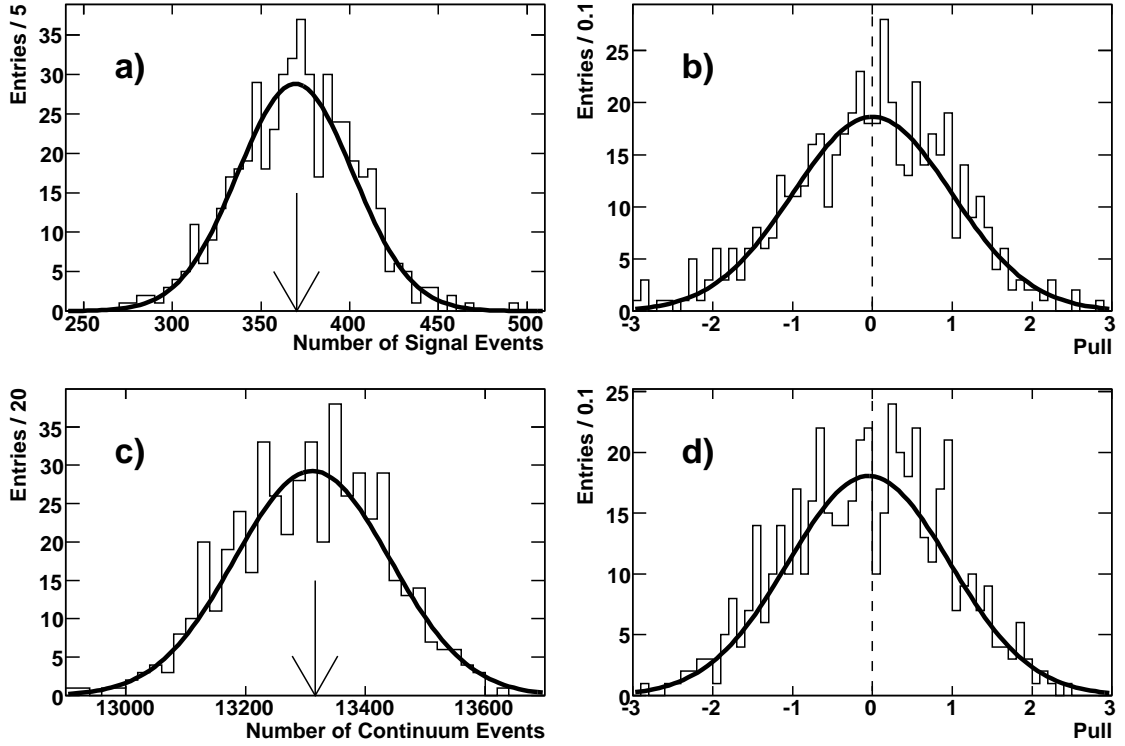 Entries / 5
35
30
25
20
15
10
5
0
a)
250 300 350 400 450 500
Number of Signal Events
Entries / 0.1
25
20
15
10
5
0
b)
-3 -2 -1 0 1 2 3
Pull
Entries / 20
35
30
25
20
15
10
5
0
c)
13000 13200 13400 13600
Number of Continuum Events
Entries / 0.1
25
20
15
10
5
0
d)
-3 -2 -1 0 1 2 3
Pull